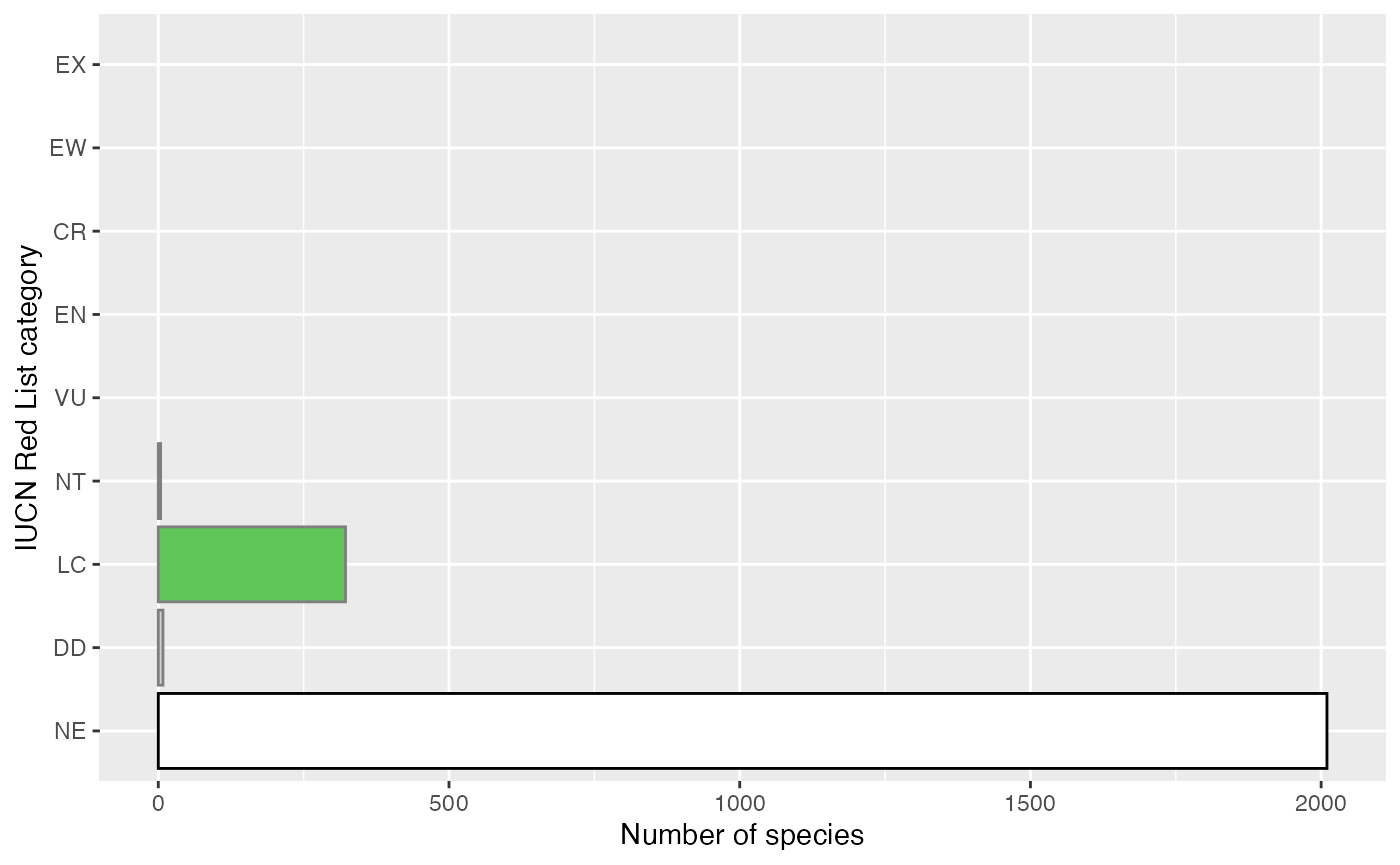 IUCN Red List category
EX
EW
CR
EN
VU
NT
LC
DD
NE
0 500 1000 1500 2000
Number of species